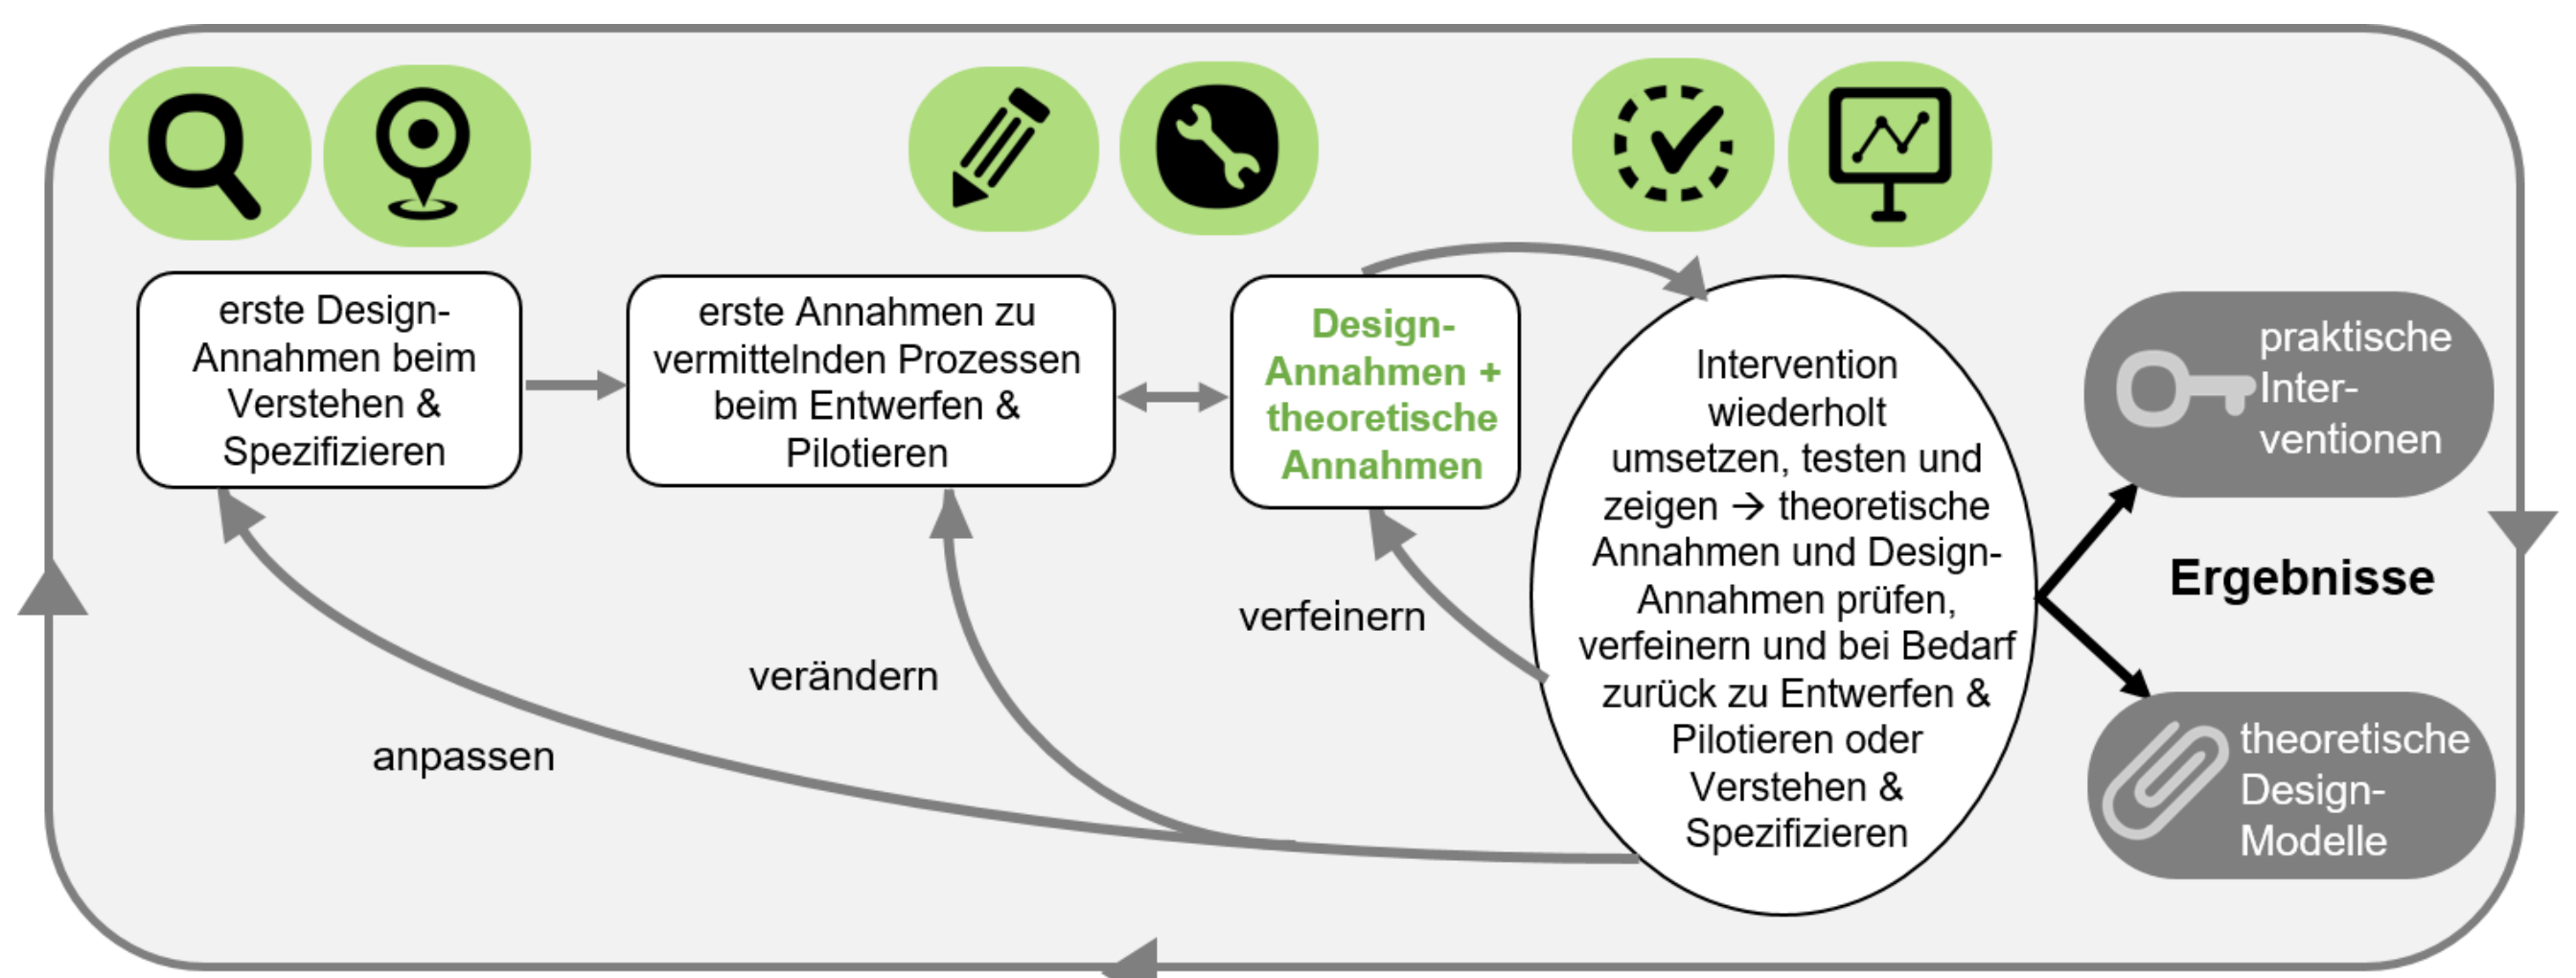 erste Design-
Annahmen beim
Verstehen &
Spezifizieren
erste Annahmen zu
vermittelnden Prozessen
beim Entwerfen &
Pilotieren
Design-
Annahmen +
theoretische
Annahmen
Intervention
wiederholt
umsetzen, testen und
zeigen → theoretische
Annahmen und Design-
Annahmen prüfen,
verfeinern und bei Bedarf
zurück zu Entwerfen &
Pilotieren oder
Verstehen &
Spezifizieren
verfeinern
verändern
anpassen
praktische
Inter-
ventionen
Ergebnisse
theoretische
Design-
Modelle